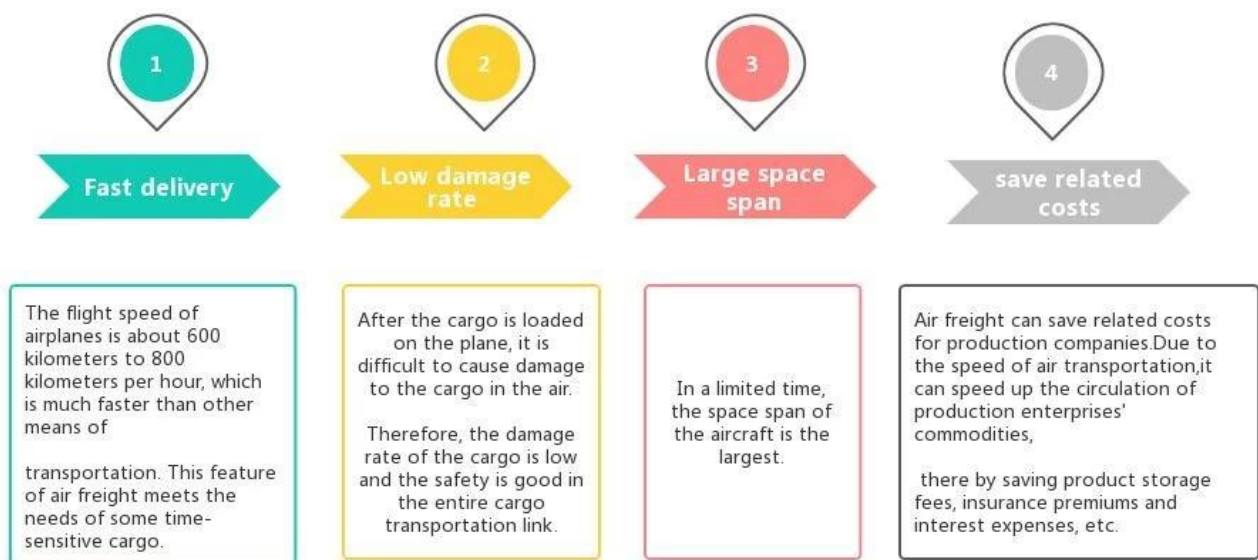 1
Fast delivery
The flight speed of
airplanes is about 600
kilometers to 800
kilometers per hour, which
is much faster than other
means of
transportation. This feature
of air freight meets the
needs of some time-
sensitive cargo.
2
Low damage
rate
After the cargo is loaded
on the plane, it is
difficult to cause damage
to the cargo in the air.
Therefore, the damage
rate of the cargo is low
and the safety is good in
the entire cargo
transportation link.
3
Large space
span
In a limited time,
the space span of
the aircraft is the
largest.
4
save related
costs
Air freight can save related costs
for production companies.Due to
the speed of air transportation,it
can speed up the circulation of
production enterprises'
commodities,
there by saving product storage
fees, insurance premiums and
interest expenses, etc.